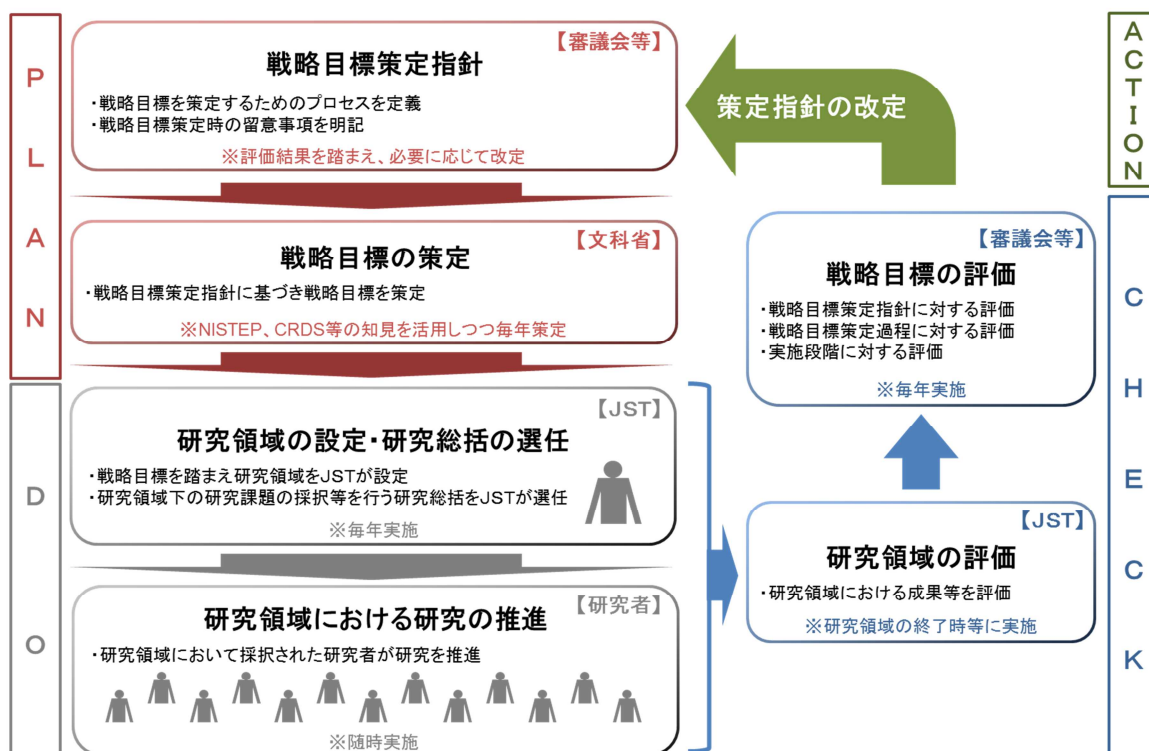 PLAN
【審議会等】
戦略目標策定指針
・戦略目標を策定するためのプロセスを定義
・戦略目標策定時の留意事項を明記
※評価結果を踏まえ、必要に応じて改定
【文科省】
戦略目標の策定
・戦略目標策定指針に基づき戦略目標を策定
※NISTEP、CRDS等の知見を活用しつつ毎年策定
DO
【JST】
研究領域の設定・研究総括の選任
・戦略目標を踏まえ研究領域をJSTが設定
・研究領域下の研究課題の採択等を行う研究総括をJSTが選任
※毎年実施
【研究者】
研究領域における研究の推進
・研究領域において採択された研究者が研究を推進
※随時実施
CHECK
【JST】
研究領域の評価
・研究領域における成果等を評価
※研究領域の終了時等に実施
【審議会等】
戦略目標の評価
・戦略目標策定指針に対する評価
・戦略目標策定過程に対する評価
・実施段階に対する評価
※毎年実施
ACTION
策定指針の改定